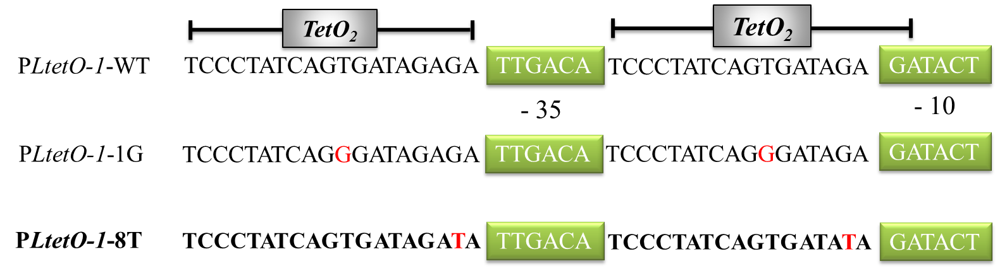 TetO2 TetO2
PLtetO-1-WT TCCCTATCAGTGATAGAGA TTGACA TCCCTATCAGTGATAGA GATACT
- 35 - 10
PLtetO-1-1G TCCCTATCAGGGATAGAGA TTGACA TCCCTATCAGGGATAGA GATACT
PLtetO-1-8T TCCCTATCAGTGATAGATA TTGACA TCCCTATCAGTGATATA GATACT